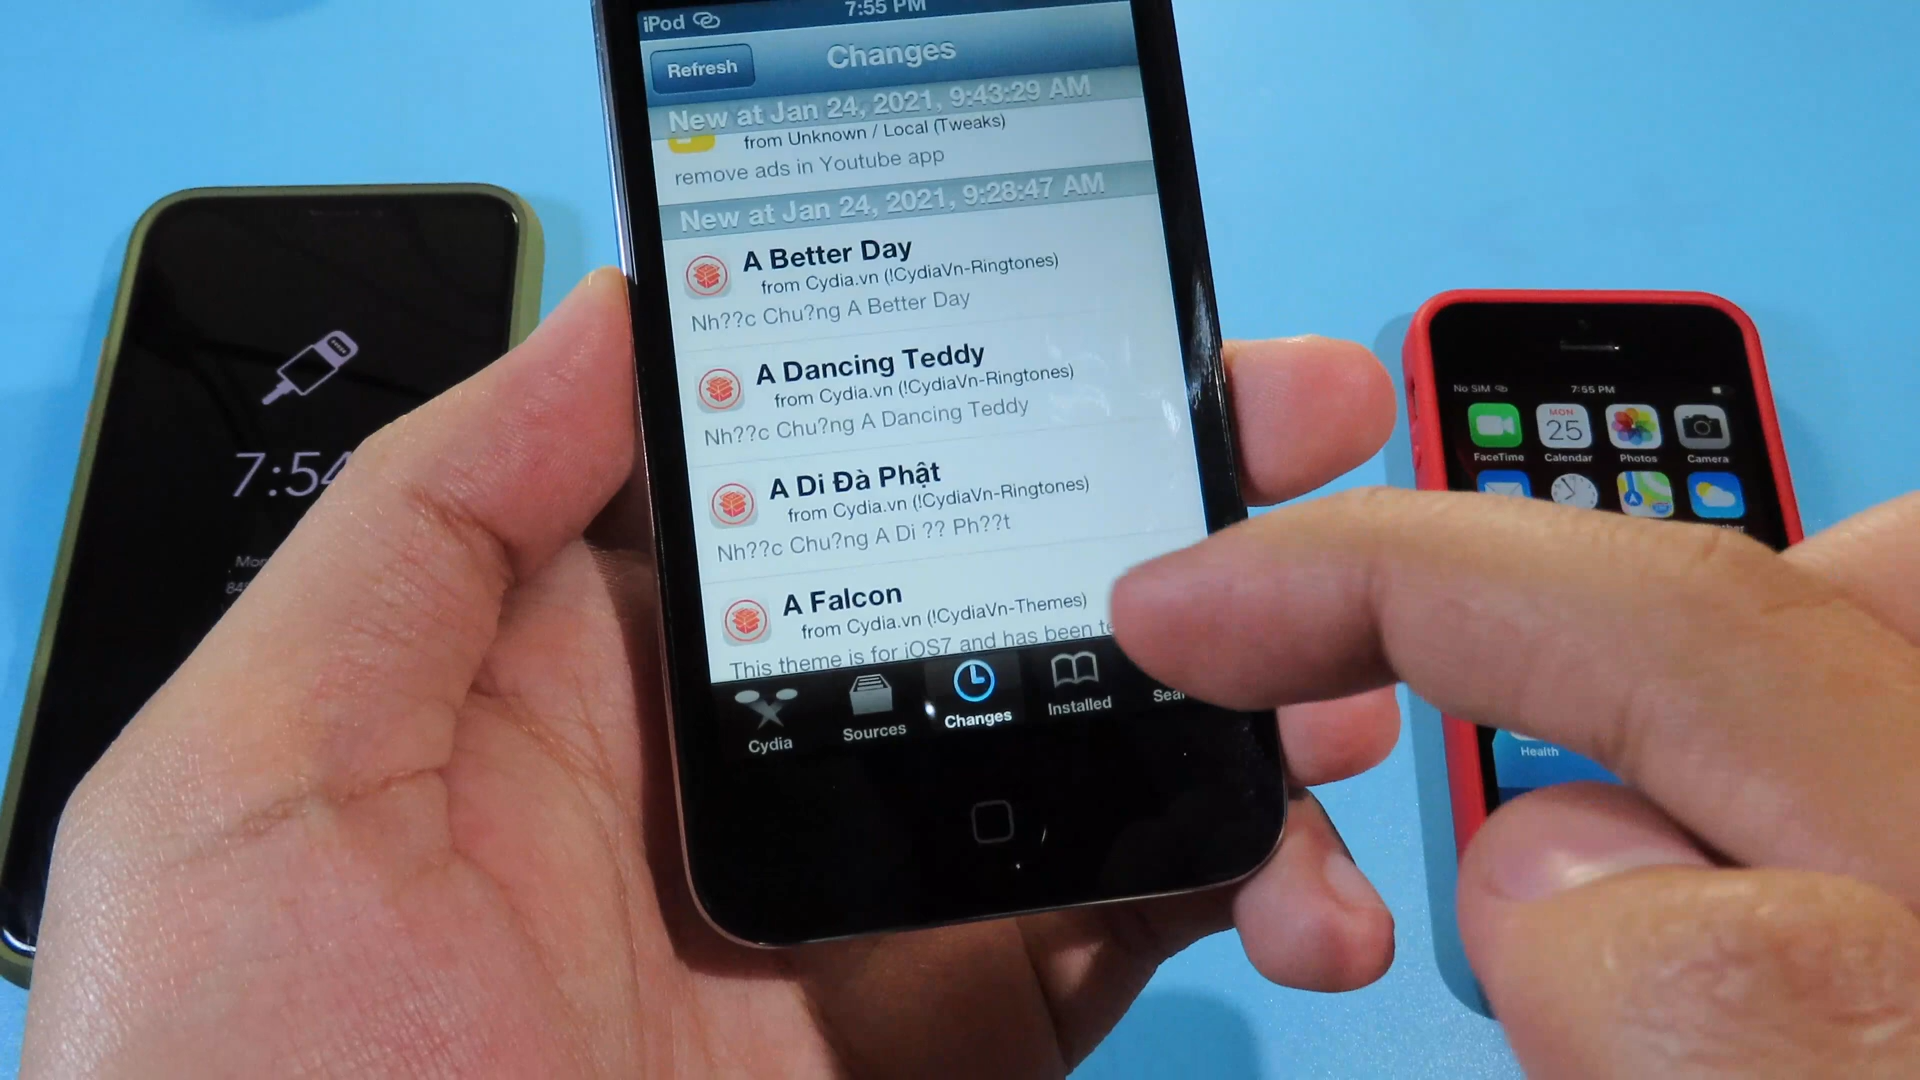 iPod
7:55 PM
Refresh
Changes
New at Jan 24, 2021, 9:43:29 AM
from Unknown / Local (Tweaks)
remove ads in Youtube app
New at Jan 24, 2021, 9:28:47 AM
A Better Day
from Cydia.vn (!CydiaVn-Ringtones)
Nh??c Chu?ng A Better Day
A Dancing Teddy
from Cydia.vn (!CydiaVn-Ringtones)
Nh??c Chu?ng A Dancing Teddy
A Di Đà Phật
from Cydia.vn (!CydiaVn-Ringtones)
Nh??c Chu?ng A Di ?? Ph??t
A Falcon
from Cydia.vn (!CydiaVn-Themes)
This theme is for iOS7 and has been te
Cydia
Sources
Changes
Installed
Sear
7:54
Mon
No SIM
7:55 PM
MON
25
FaceTime
Calendar
Photos
Camera
Health